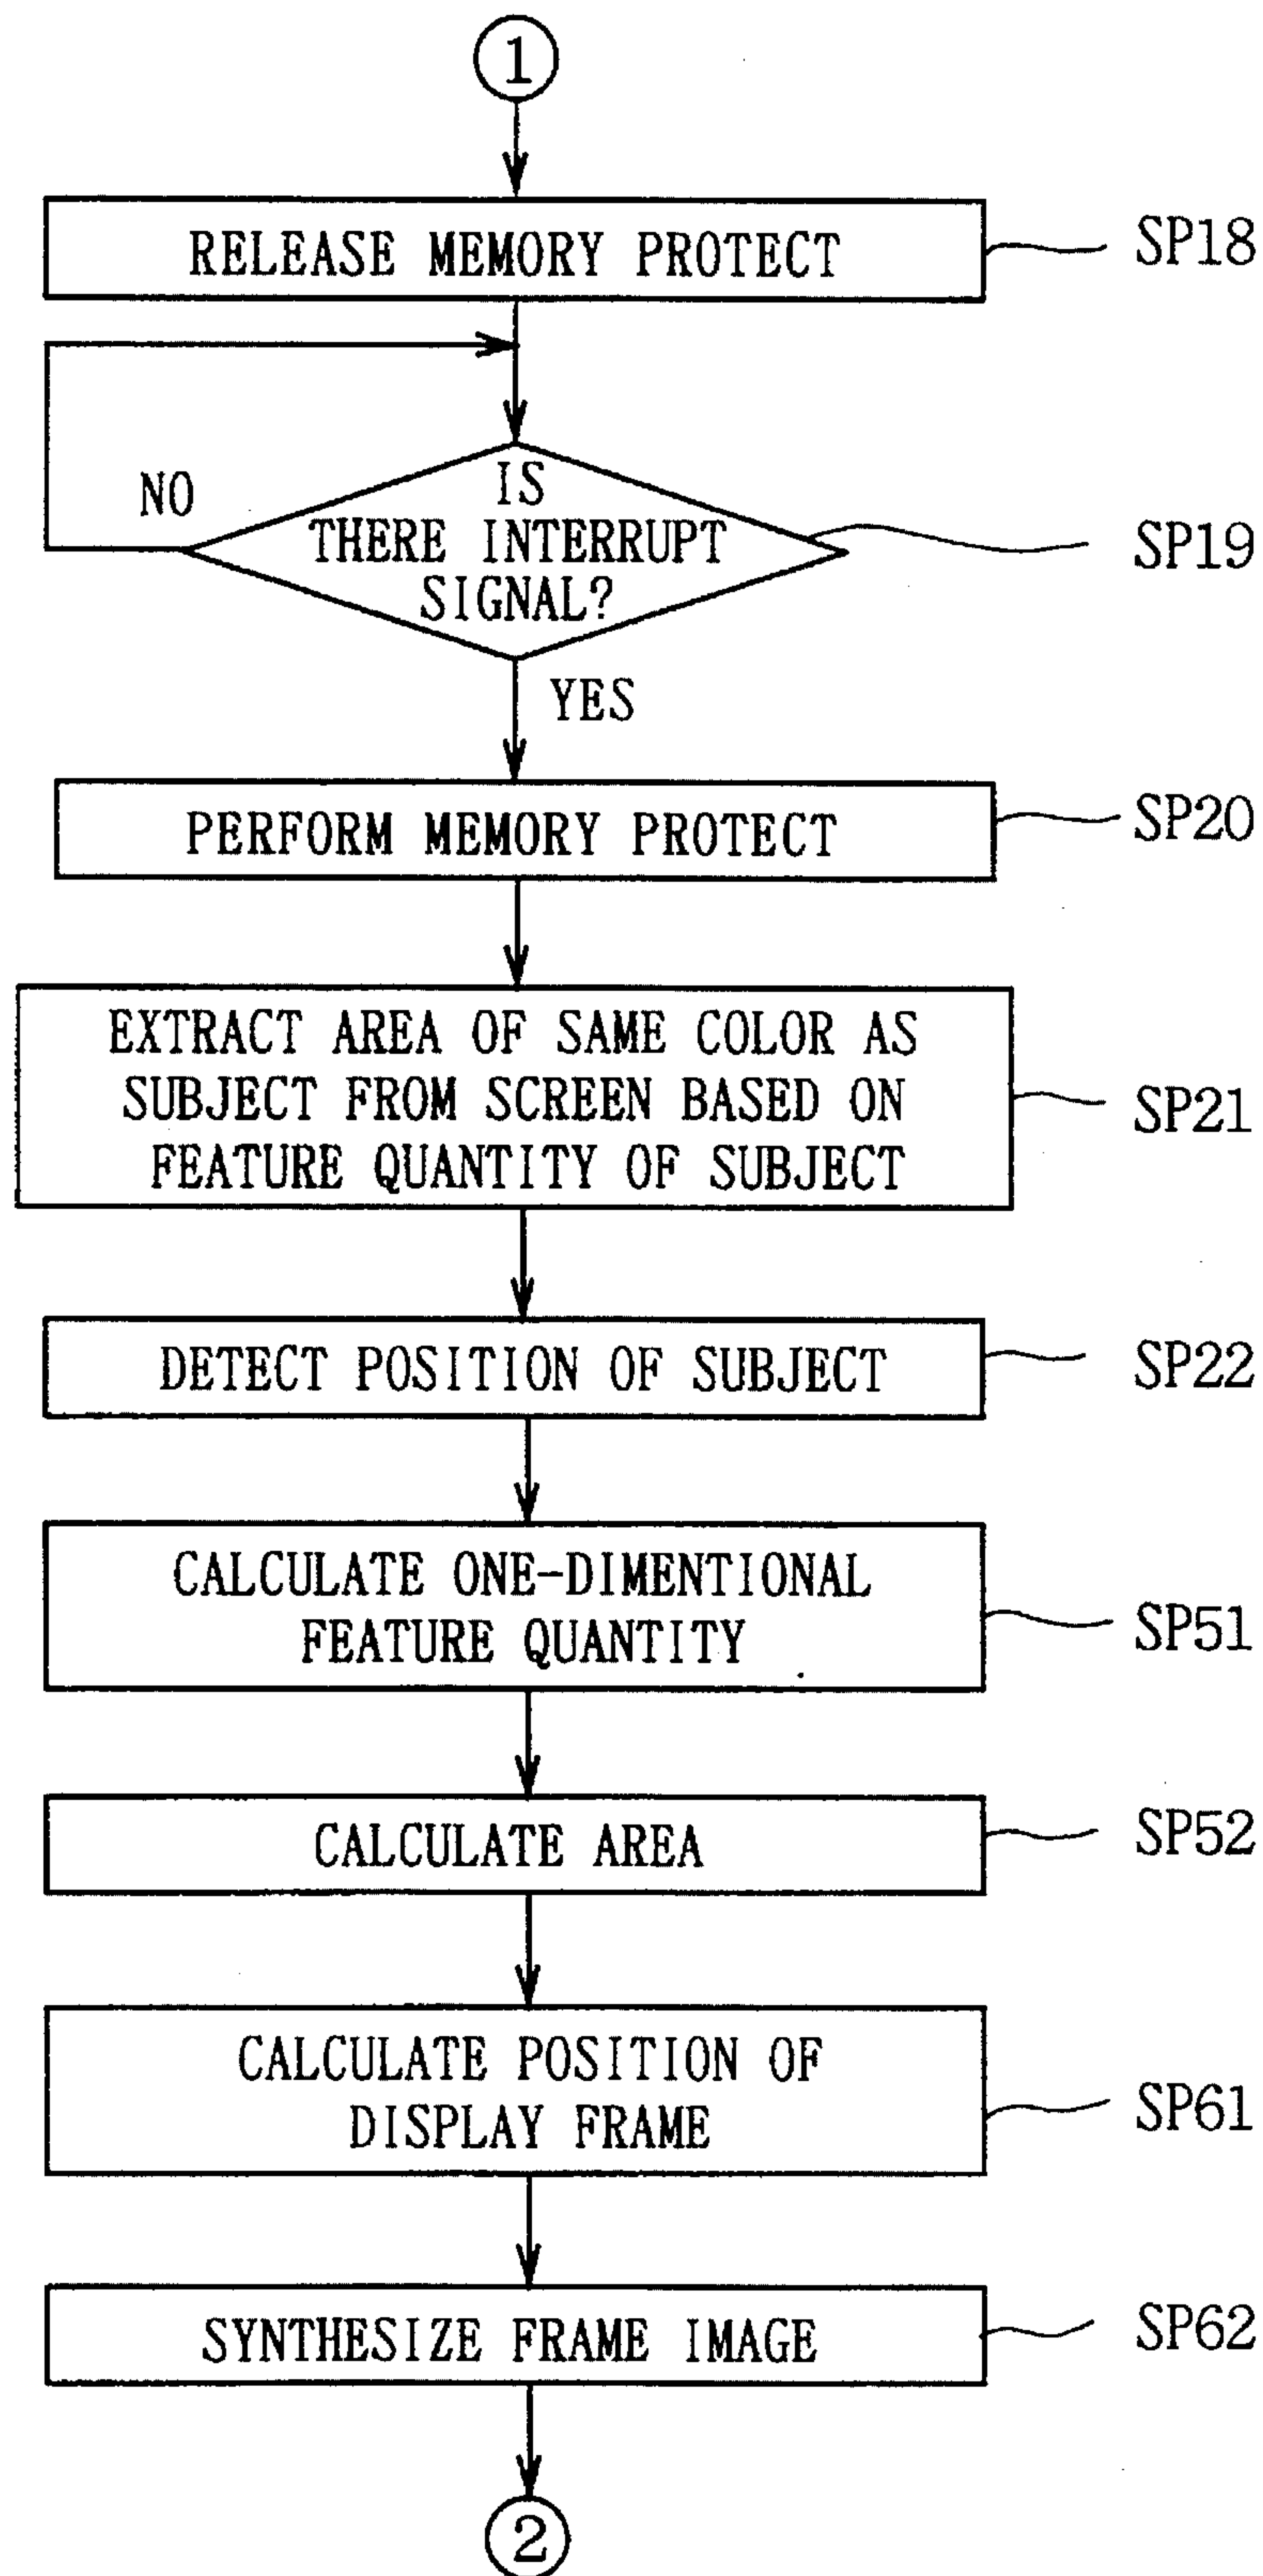 1
RELEASE MEMORY PROTECT
SP18
NO
IS
THERE INTERRUPT
SIGNAL?
SP19
YES
PERFORM MEMORY PROTECT
SP20
EXTRACT AREA OF SAME COLOR AS
SUBJECT FROM SCREEN BASED ON
FEATURE QUANTITY OF SUBJECT
SP21
DETECT POSITION OF SUBJECT
SP22
CALCULATE ONE-DIMENTIONAL
FEATURE QUANTITY
SP51
CALCULATE AREA
SP52
CALCULATE POSITION OF
DISPLAY FRAME
SP61
SYNTHESIZE FRAME IMAGE
SP62
2